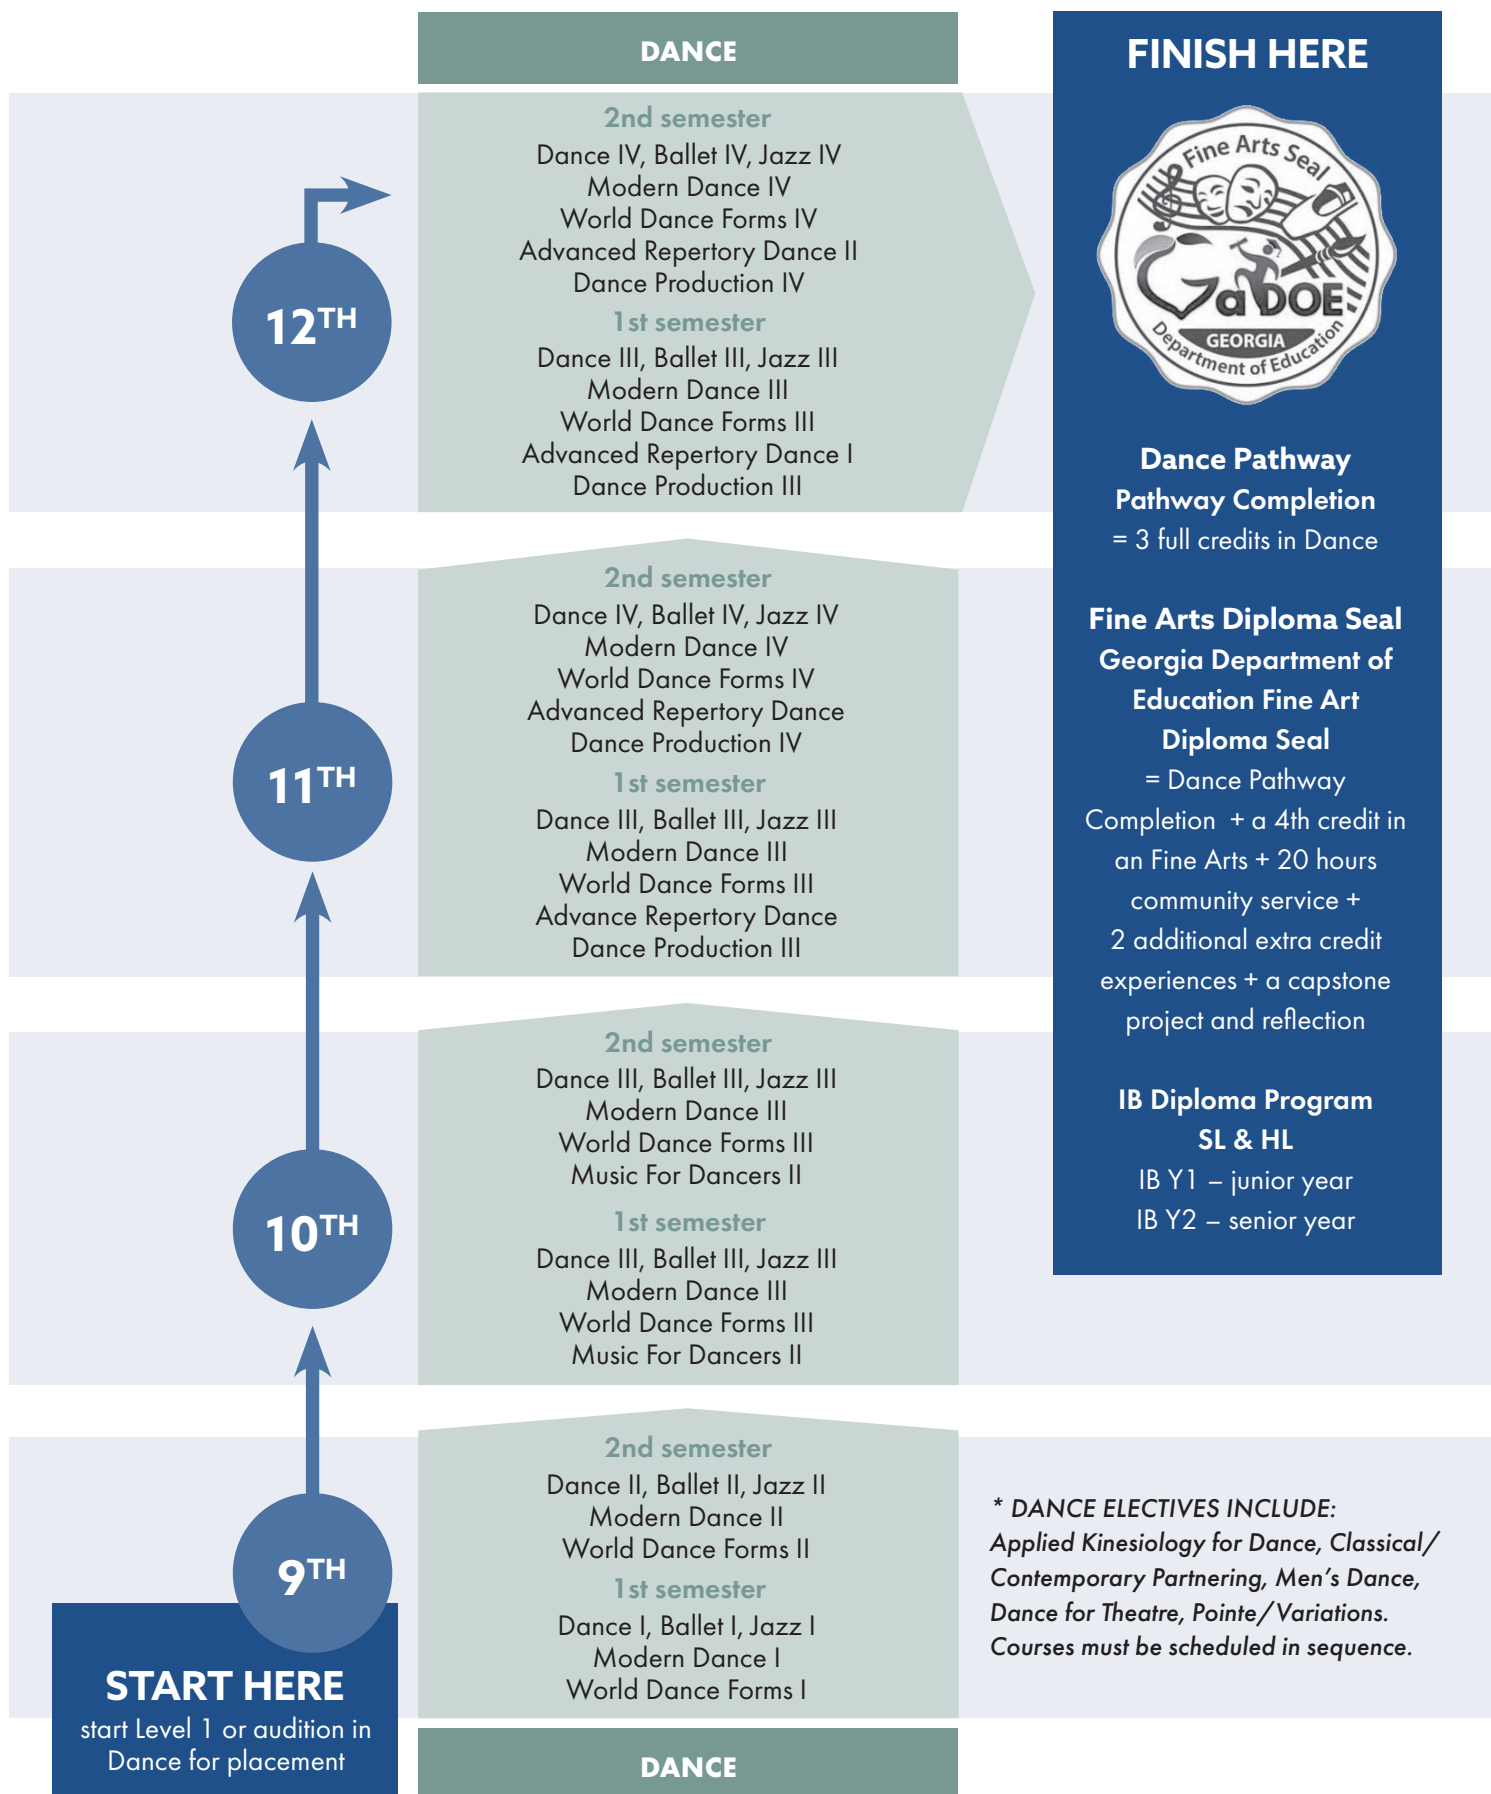 DANCE
2nd semester
Dance IV, Ballet IV, Jazz IV
Modern Dance IV
World Dance Forms IV
Advanced Repertory Dance II
Dance Production IV
1st semester
Dance III, Ballet III, Jazz III
Modern Dance III
World Dance Forms III
Advanced Repertory Dance I
Dance Production III
12TH
2nd semester
Dance IV, Ballet IV, Jazz IV
Modern Dance IV
World Dance Forms IV
Advanced Repertory Dance
Dance Production IV
1st semester
Dance III, Ballet III, Jazz III
Modern Dance III
World Dance Forms III
Advance Repertory Dance
Dance Production III
11TH
2nd semester
Dance III, Ballet III, Jazz III
Modern Dance III
World Dance Forms III
Music For Dancers II
1st semester
Dance III, Ballet III, Jazz III
Modern Dance III
World Dance Forms III
Music For Dancers II
10TH
2nd semester
Dance II, Ballet II, Jazz II
Modern Dance II
World Dance Forms II
1st semester
Dance I, Ballet I, Jazz I
Modern Dance I
World Dance Forms I
9TH
START HERE
start Level 1 or audition in
Dance for placement
DANCE
FINISH HERE
Fine Arts Seal
GaDOE
GEORGIA
Department of Education
Dance Pathway
Pathway Completion
= 3 full credits in Dance
Fine Arts Diploma Seal
Georgia Department of
Education Fine Art
Diploma Seal
= Dance Pathway
Completion + a 4th credit in
an Fine Arts + 20 hours
community service +
2 additional extra credit
experiences + a capstone
project and reflection
IB Diploma Program
SL & HL
IB Y1 – junior year
IB Y2 – senior year
* DANCE ELECTIVES INCLUDE:
Applied Kinesiology for Dance, Classical/
Contemporary Partnering, Men's Dance,
Dance for Theatre, Pointe/Variations.
Courses must be scheduled in sequence.